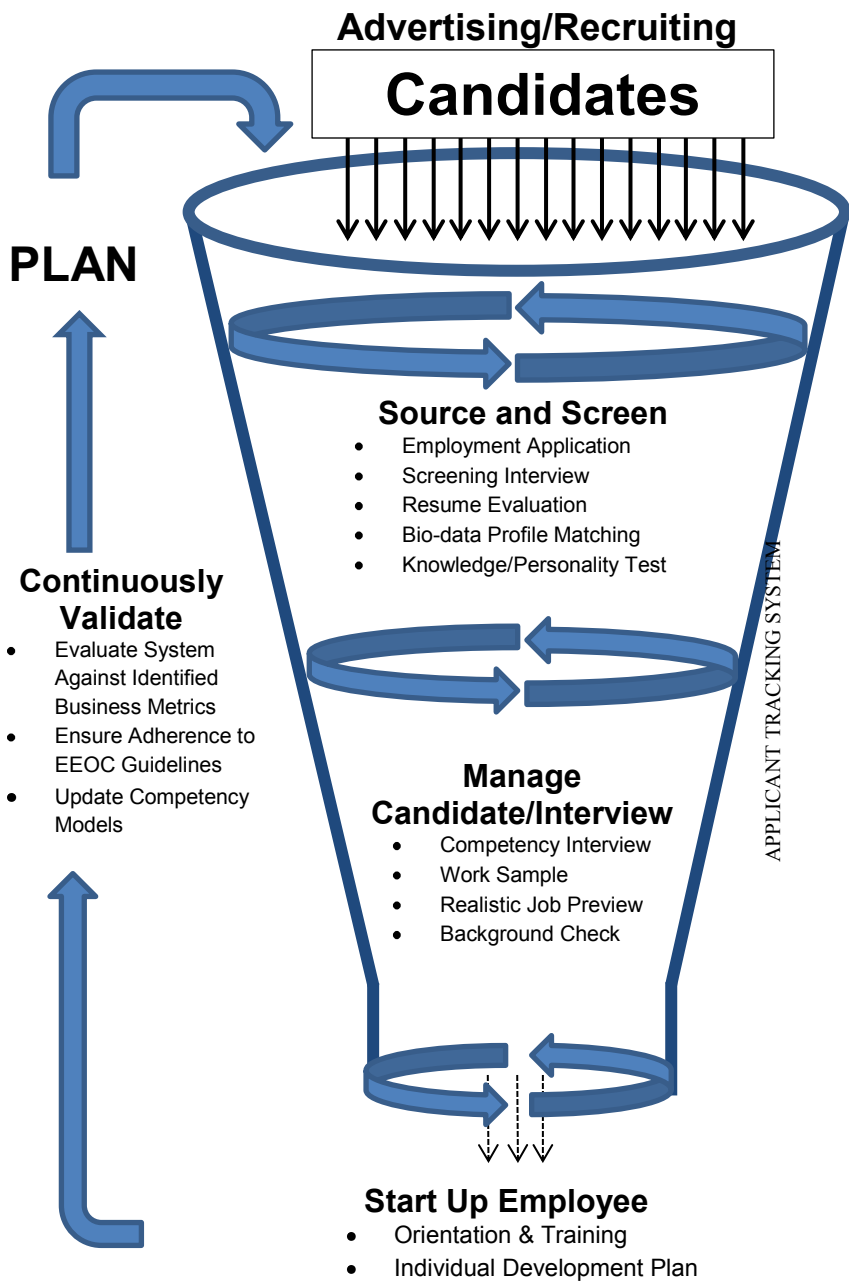 Advertising/Recruiting
Candidates
PLAN
Source and Screen
• Employment Application
• Screening Interview
• Resume Evaluation
• Bio-data Profile Matching
• Knowledge/Personality Test
APPLICANT TRACKING SYSTEM
Continuously
Validate
• Evaluate System
Against Identified
Business Metrics
• Ensure Adherence to
EEOC Guidelines
• Update Competency
Models
Manage
Candidate/Interview
• Competency Interview
• Work Sample
• Realistic Job Preview
• Background Check
Start Up Employee
• Orientation & Training
• Individual Development Plan